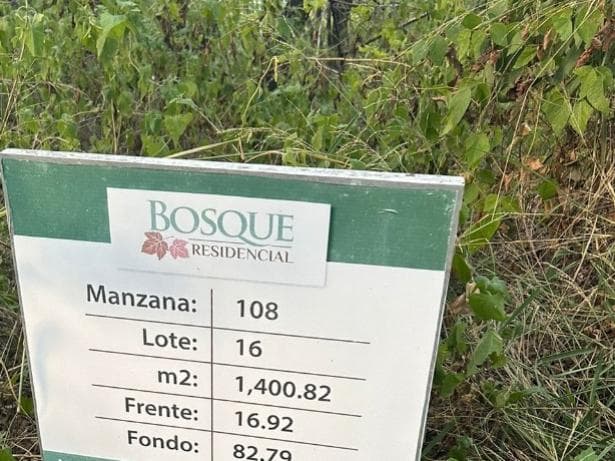 BOSQUE
RESIDENCIAL
Manzana: 108
Lote: 16
m2: 1,400.82
Frente: 16.92
Fondo: 82.79